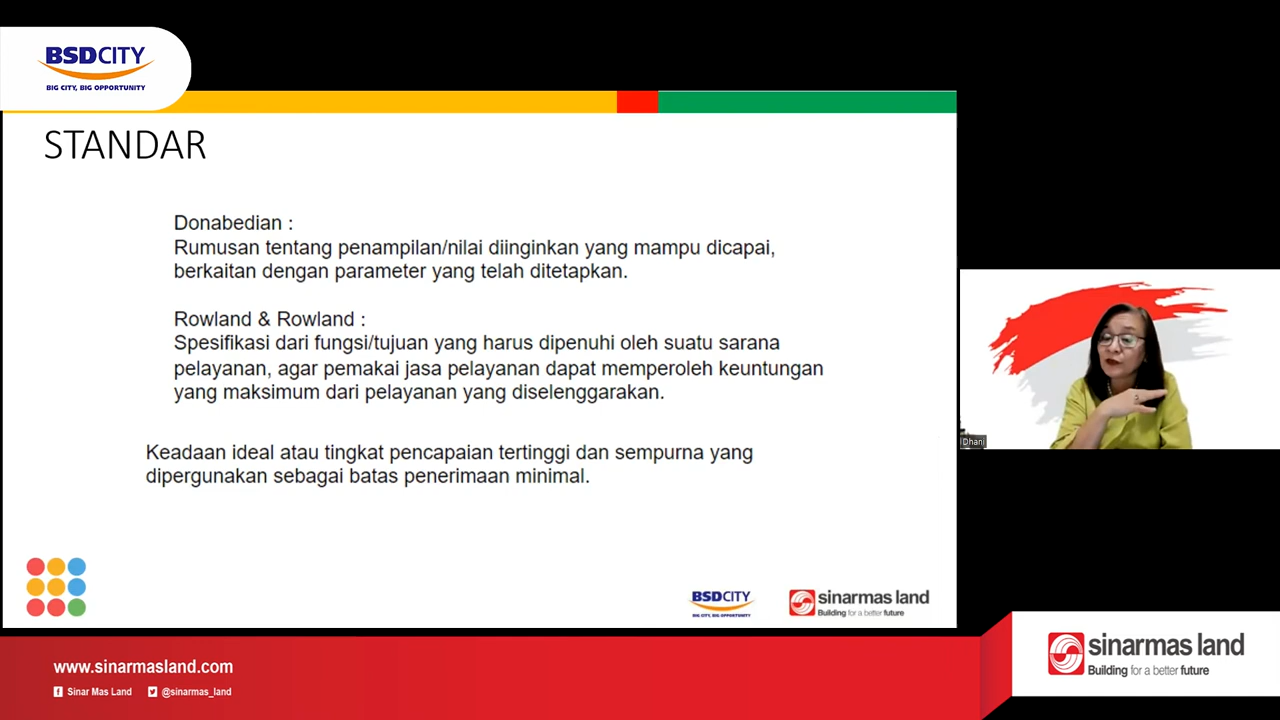 BSDCITY
BIG CITY, BIG OPPORTUNITY
STANDAR
Donabedian :
Rumusan tentang penampilan/nilai diinginkan yang mampu dicapai,
berkaitan dengan parameter yang telah ditetapkan.
Rowland & Rowland :
Spesifikasi dari fungsi/tujuan yang harus dipenuhi oleh suatu sarana
pelayanan, agar pemakai jasa pelayanan dapat memperoleh keuntungan
yang maksimum dari pelayanan yang diselenggarakan.
Keadaan ideal atau tingkat pencapaian tertinggi dan sempurna yang
dipergunakan sebagai batas penerimaan minimal.
Dhani
BSDCITY
BIG CITY, BIG OPPORTUNITY
sinarmas land
Building for a better future
www.sinarmasland.com
Sinar Mas Land
@sinarmas_land
sinarmas land
Building for a better future